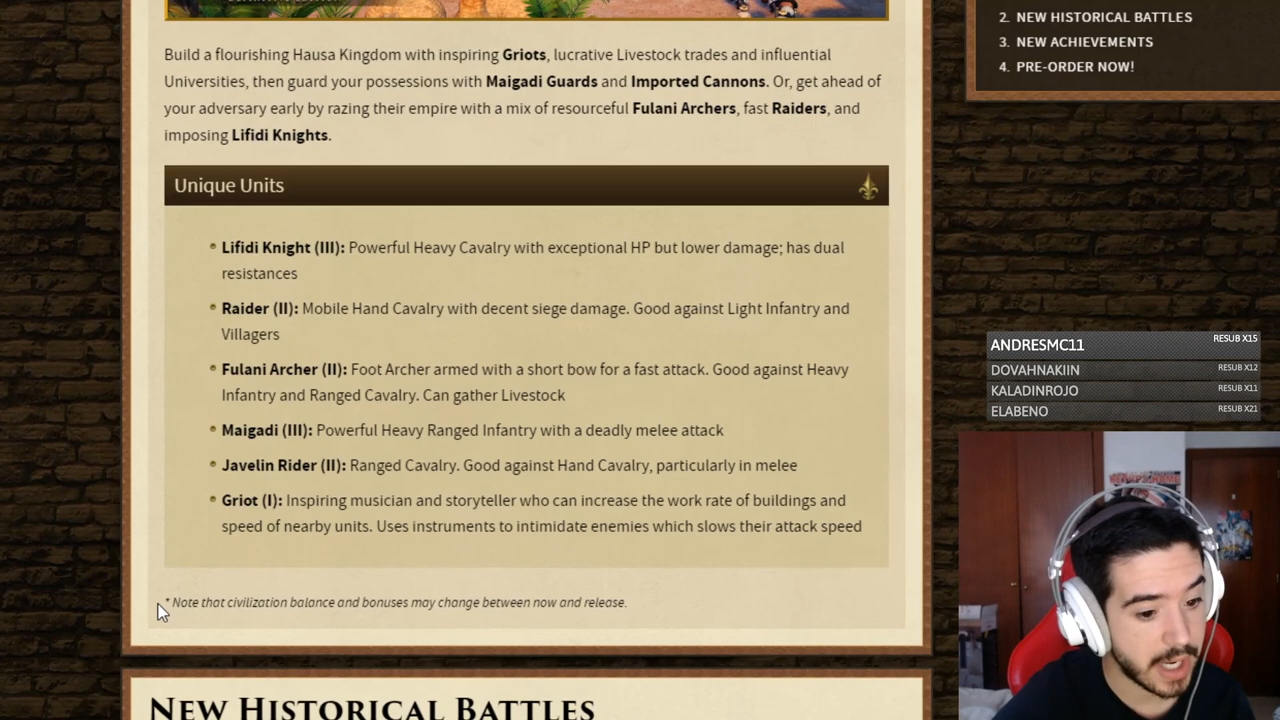 Build a flourishing Hausa Kingdom with inspiring Griots, lucrative Livestock trades and influential
Universities, then guard your possessions with Maigadi Guards and Imported Cannons. Or, get ahead of
your adversary early by razing their empire with a mix of resourceful Fulani Archers, fast Raiders, and
imposing Lifidi Knights.
Unique Units
Lifidi Knight (III): Powerful Heavy Cavalry with exceptional HP but lower damage; has dual
resistances
Raider (II): Mobile Hand Cavalry with decent siege damage. Good against Light Infantry and
Villagers
Fulani Archer (II): Foot Archer armed with a short bow for a fast attack. Good against Heavy
Infantry and Ranged Cavalry. Can gather Livestock
Maigadi (III): Powerful Heavy Ranged Infantry with a deadly melee attack
Javelin Rider (II): Ranged Cavalry. Good against Hand Cavalry, particularly in melee
Griot (I): Inspiring musician and storyteller who can increase the work rate of buildings and
speed of nearby units. Uses instruments to intimidate enemies which slows their attack speed
* Note that civilization balance and bonuses may change between now and release.
NEW HISTORICAL BATTLES
2. NEW HISTORICAL BATTLES
3. NEW ACHIEVEMENTS
4. PRE-ORDER NOW!
ANDRESMC11 RESUB X15
DOVAHNAKIIN RESUB X12
KALADINROJO RESUB X11
ELABENO RESUB X21